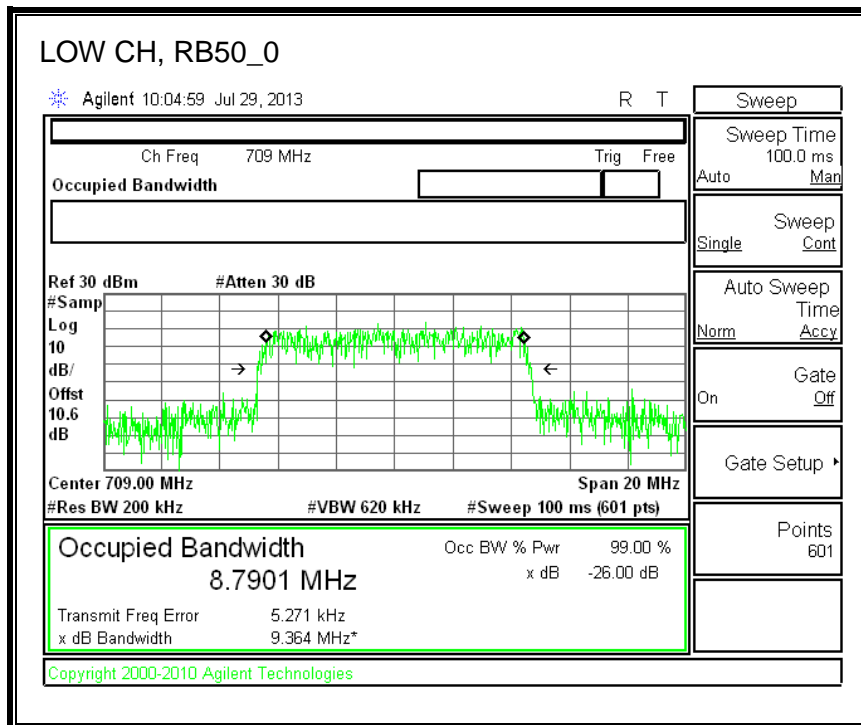 LOW CH, RB50_0
Agilent 10:04:59 Jul 29, 2013 R T
Sweep
Ch Freq 709 MHz Trig Free
Occupied Bandwidth
Sweep Time
100.0 ms
Auto Man
Sweep
Single Cont
Auto Sweep
Time
Norm Accy
Gate
On Off
Gate Setup
Points
601
Ref 30 dBm #Atten 30 dB
#Samp
Log
10
dB/
Offst
10.6
dB
Center 709.00 MHz Span 20 MHz
#Res BW 200 kHz #VBW 620 kHz #Sweep 100 ms (601 pts)
Occupied Bandwidth Occ BW % Pwr 99.00 %
8.7901 MHz x dB -26.00 dB
Transmit Freq Error 5.271 kHz
x dB Bandwidth 9.364 MHz*
Copyright 2000-2010 Agilent Technologies